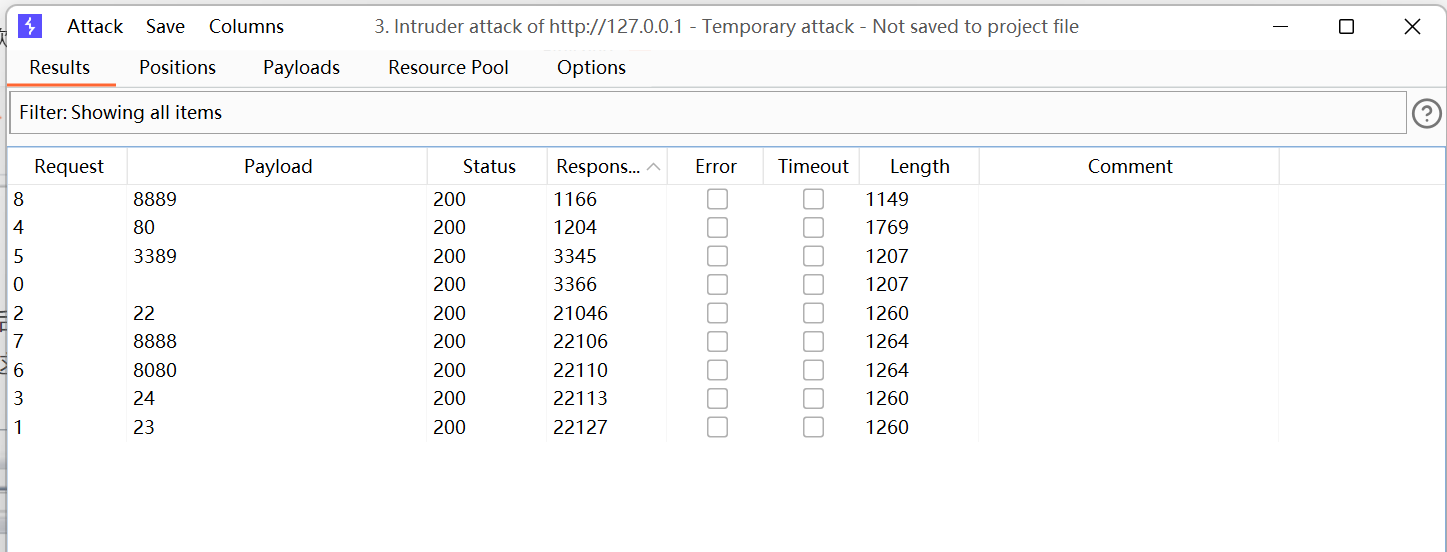 Attack Save Columns 3. Intruder attack of http://127.0.0.1 - Temporary attack - Not saved to project file
Results Positions Payloads Resource Pool Options
Filter: Showing all items
Request Payload Status Respons... Error Timeout Length Comment
8 8889 200 1166 1149
4 80 200 1204 1769
5 3389 200 3345 1207
0 200 3366 1207
2 22 200 21046 1260
7 8888 200 22106 1264
6 8080 200 22110 1264
3 24 200 22113 1260
1 23 200 22127 1260